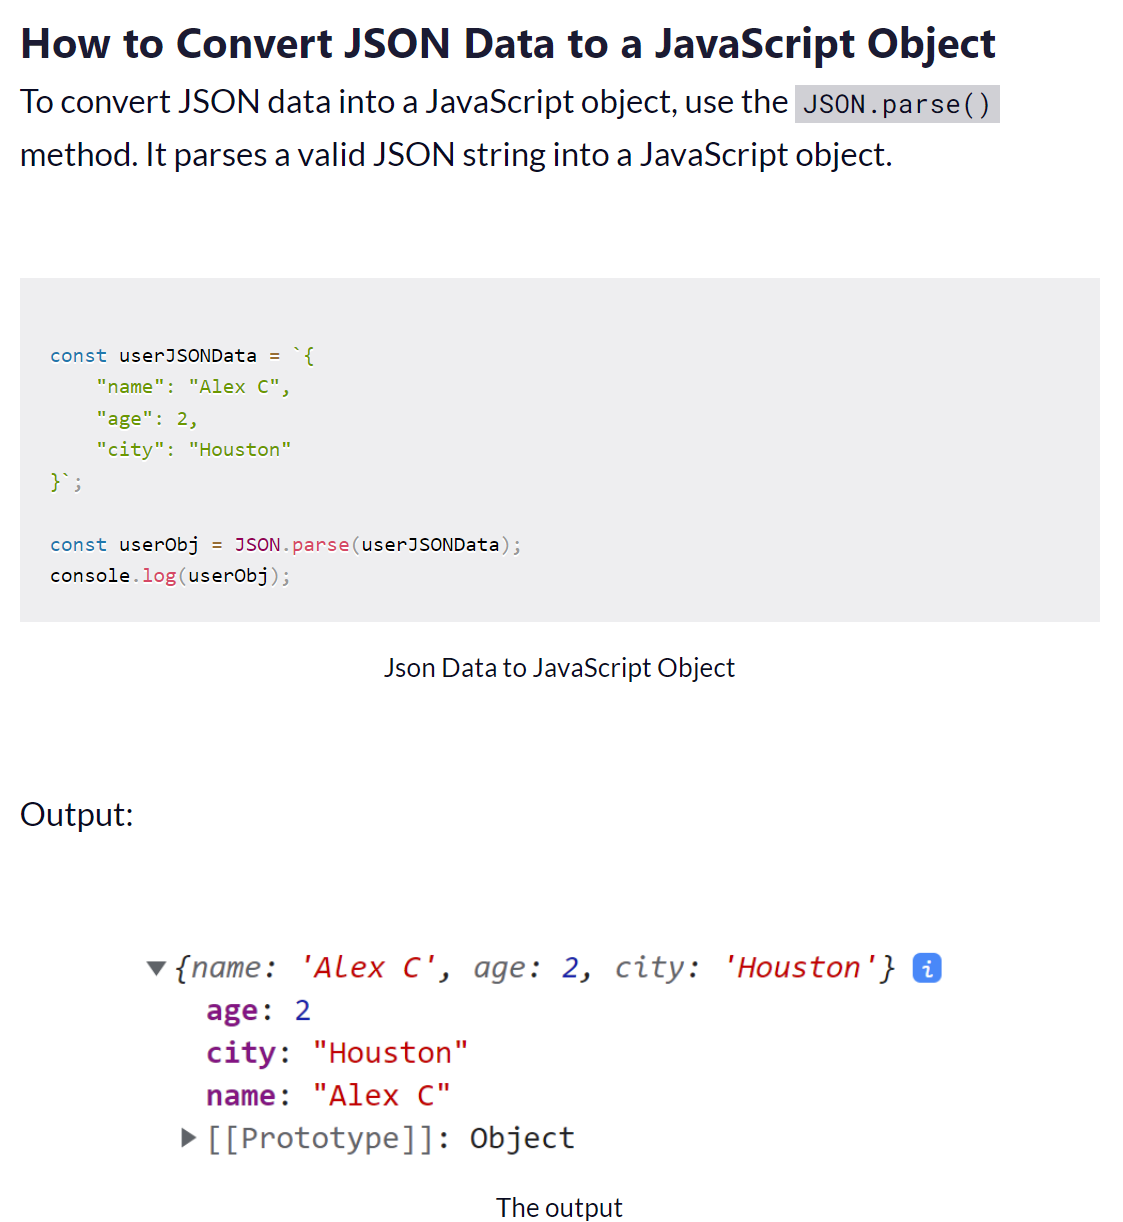 How to Convert JSON Data to a JavaScript Object
To convert JSON data into a JavaScript object, use the JSON.parse()
method. It parses a valid JSON string into a JavaScript object.
const userJSONData = `{
    "name": "Alex C",
    "age": 2,
    "city": "Houston"
}`;
const userObj = JSON.parse(userJSONData);
console.log(userObj);
Json Data to JavaScript Object
Output:
▼{name: 'Alex C', age: 2, city: 'Houston'} i
age: 2
city: "Houston"
name: "Alex C"
▶[[Prototype]]: Object
The output